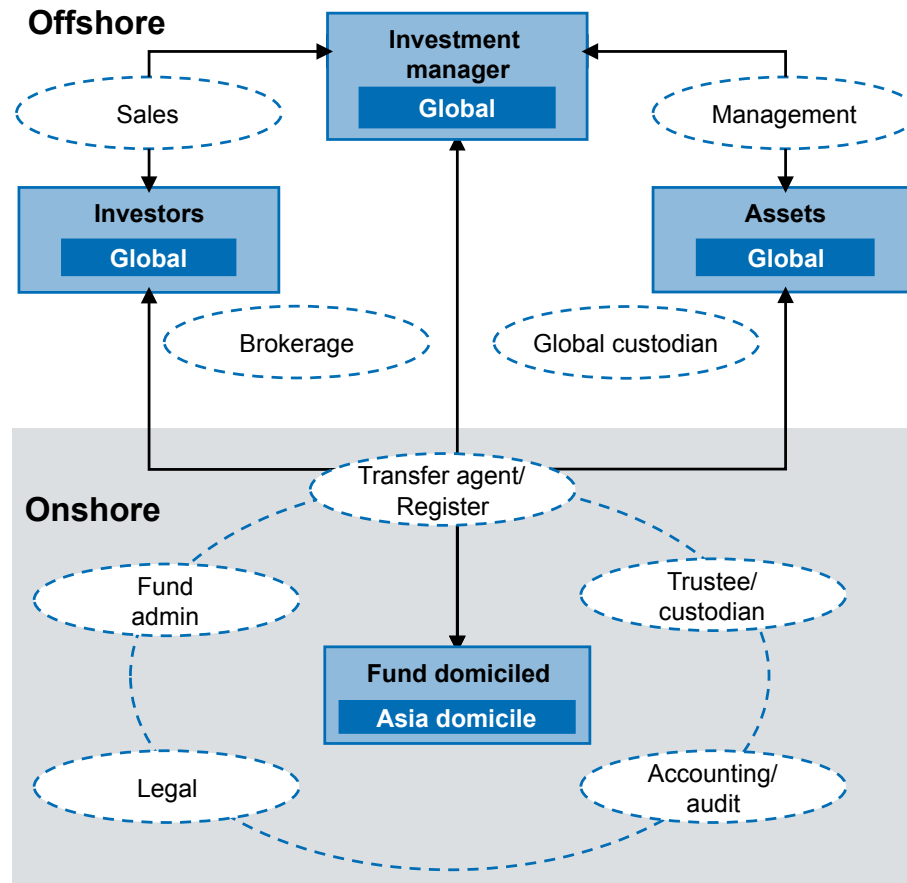 Offshore
Investment
manager
Global
Sales
Management
Investors
Global
Assets
Global
Brokerage
Global custodian
Transfer agent/
Register
Onshore
Fund
admin
Trustee/
custodian
Fund domiciled
Asia domicile
Legal
Accounting/
audit